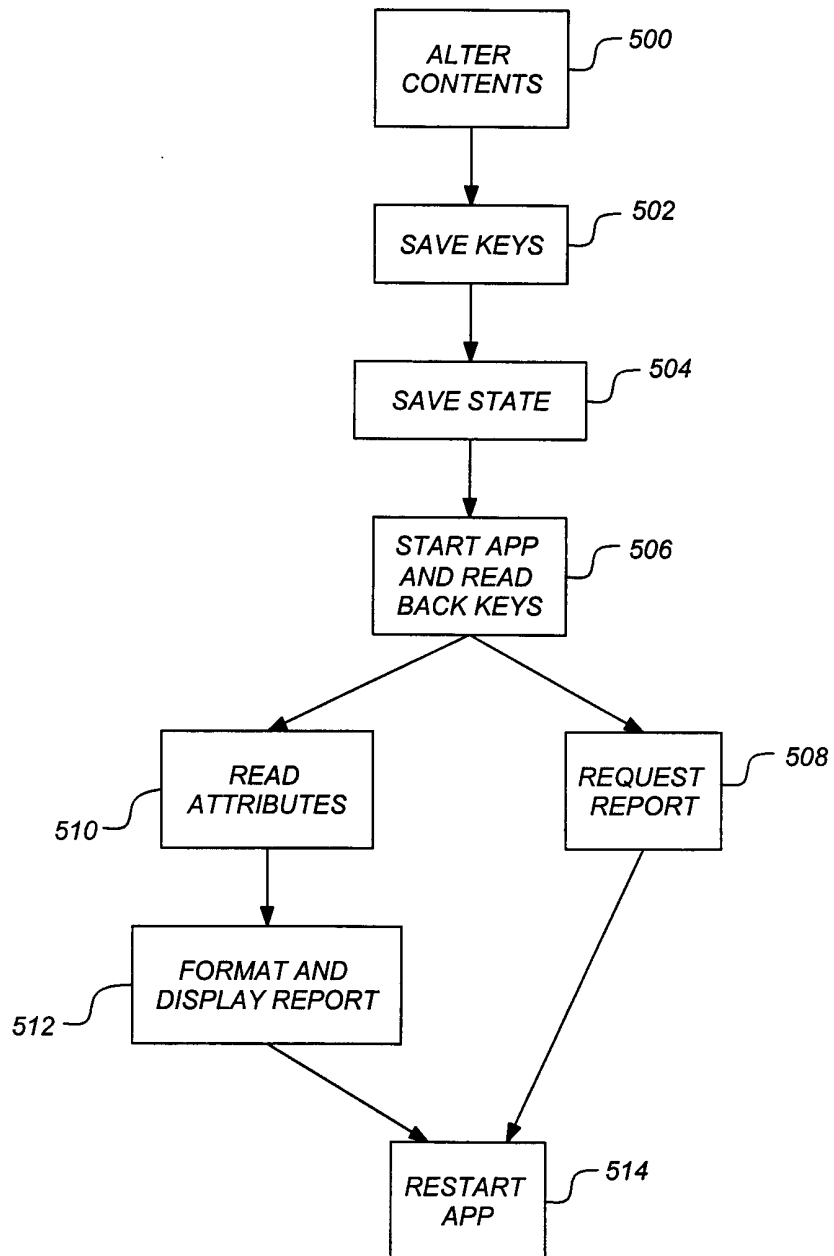 ALTER
CONTENTS
500
SAVE KEYS
502
SAVE STATE
504
START APP
AND READ
BACK KEYS
506
READ
ATTRIBUTES
510
REQUEST
REPORT
508
FORMAT AND
DISPLAY REPORT
512
RESTART
APP
514